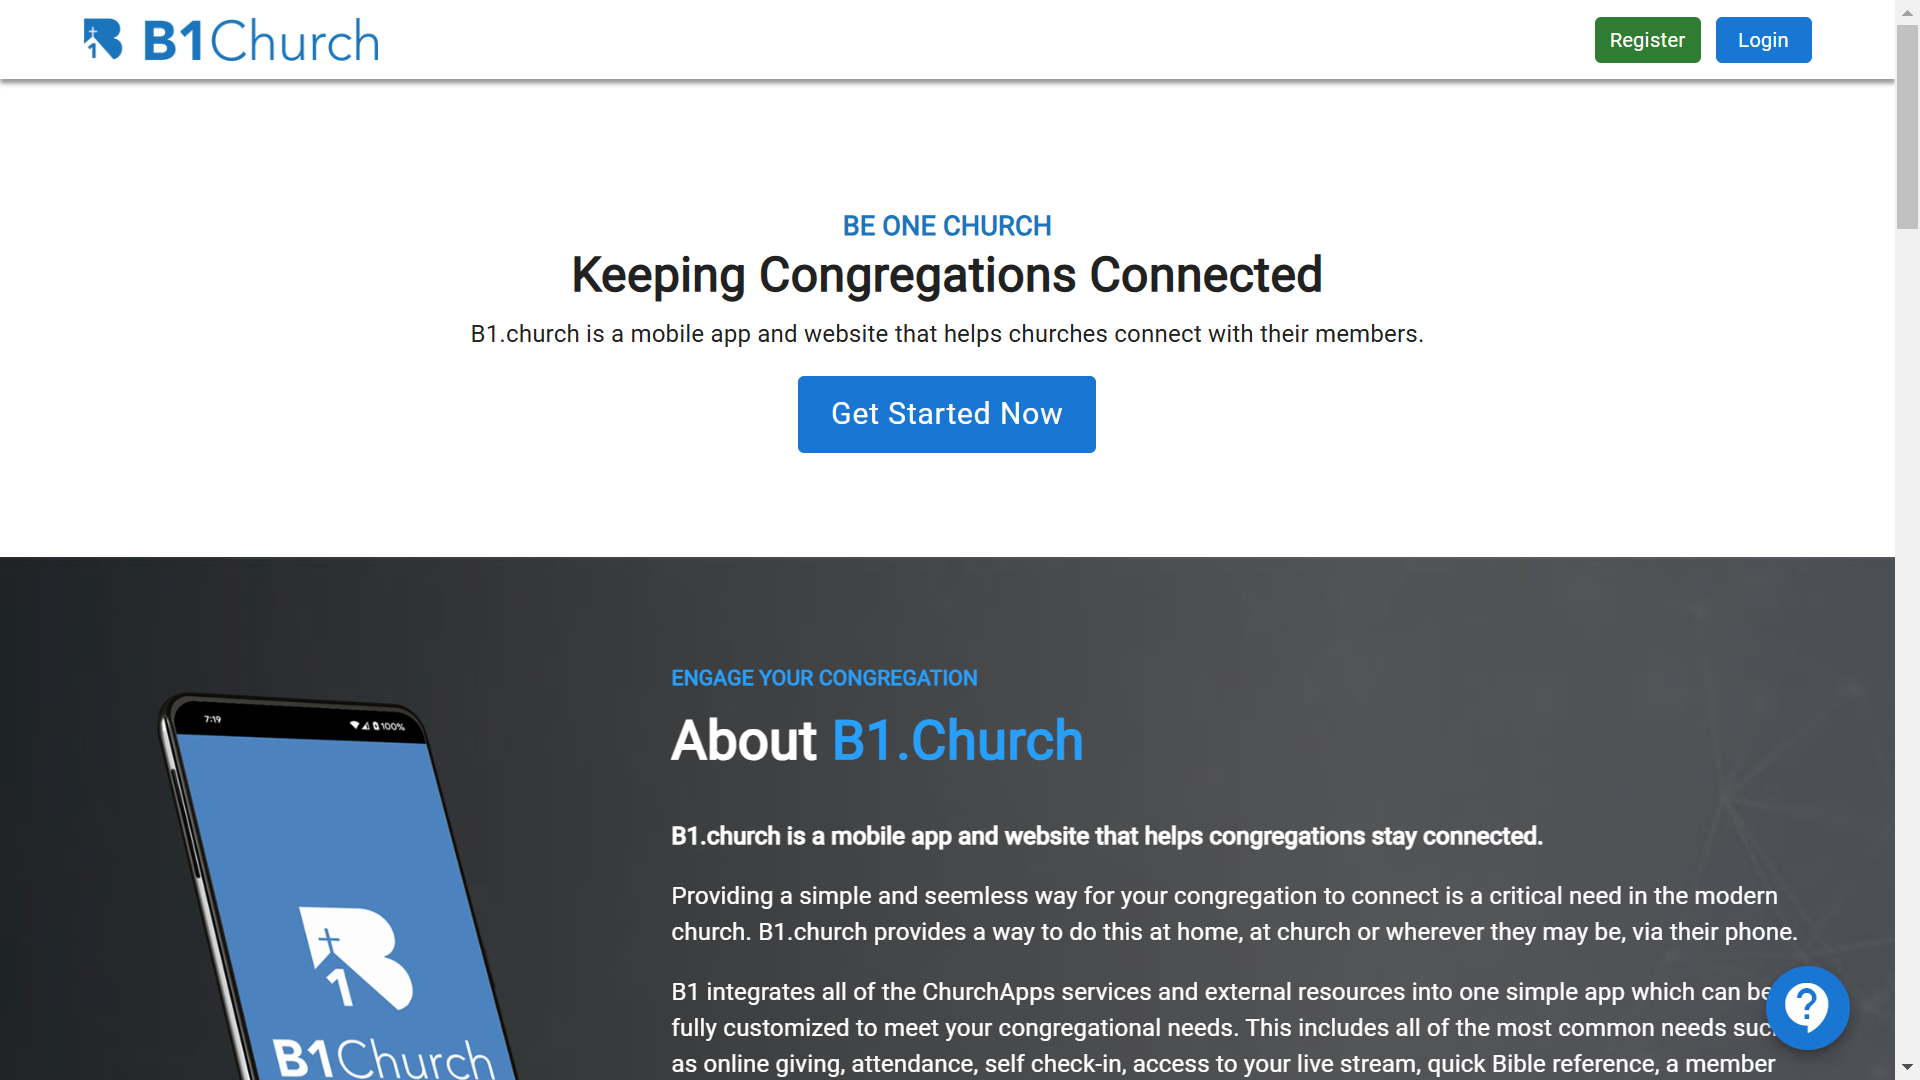 B1Church
Register
Login
BE ONE CHURCH
Keeping Congregations Connected
B1.church is a mobile app and website that helps churches connect with their members.
Get Started Now
ENGAGE YOUR CONGREGATION
About B1.Church
B1.church is a mobile app and website that helps congregations stay connected.
Providing a simple and seemless way for your congregation to connect is a critical need in the modern
church. B1.church provides a way to do this at home, at church or wherever they may be, via their phone.
B1 integrates all of the ChurchApps services and external resources into one simple app which can be
fully customized to meet your congregational needs. This includes all of the most common needs such
as online giving, attendance, self check-in, access to your live stream, quick Bible reference, a member
7:19
100%
B1Church